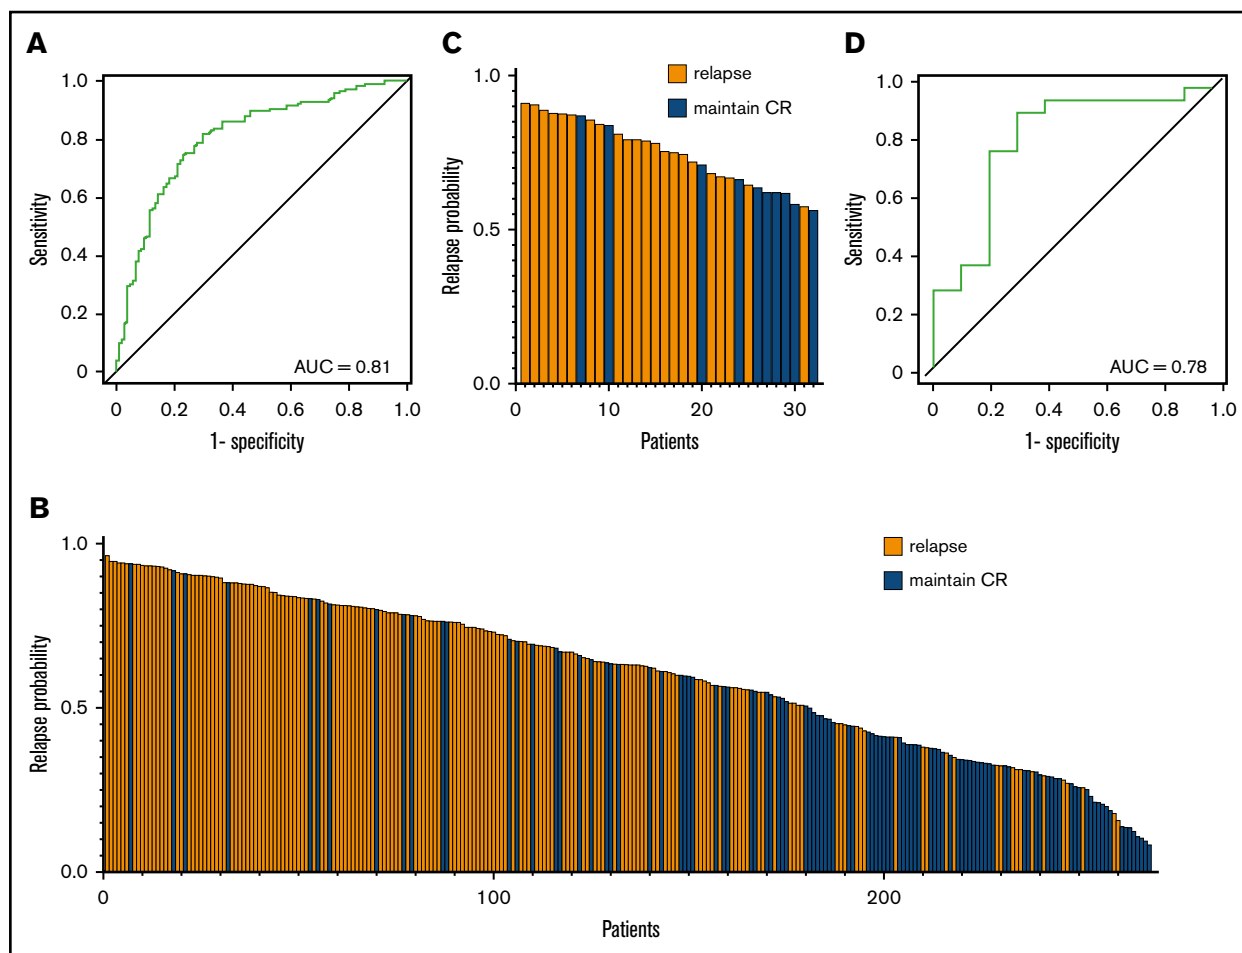 A
1.0
0.8
0.6
0.4
0.2
0
Sensitivity
AUC = 0.81
0 0.2 0.4 0.6 0.8 1.0
1- specificity
C
relapse
maintain CR
1.0
0.5
0.0
Relapse probability
0 10 20 30
Patients
D
1.0
0.8
0.6
0.4
0.2
0
Sensitivity
AUC = 0.78
0 0.2 0.4 0.6 0.8 1.0
1- specificity
B
relapse
maintain CR
1.0
0.5
0.0
Relapse probability
0 100 200
Patients